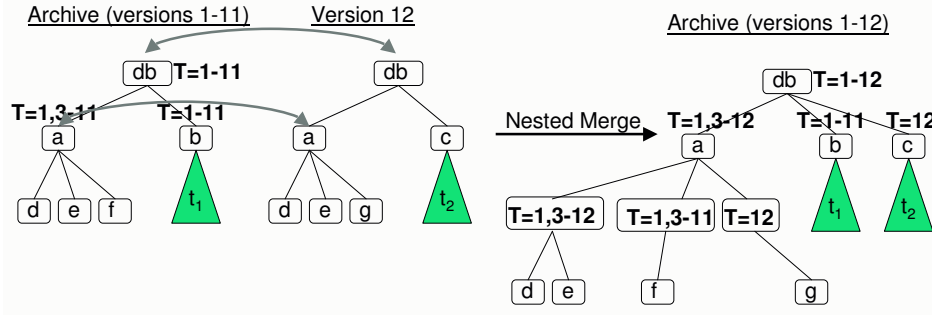 Archive (versions 1-11)
Version 12
Archive (versions 1-12)
db T=1-11
db
db T=1-12
T=1,3-11
T=1-11
a
b
a
c
Nested Merge
T=1,3-12
T=1-11
T=12
a
b
c
d
e
f
t1
d
e
g
t2
T=1,3-12
T=1,3-11
T=12
t1
t2
d
e
f
g